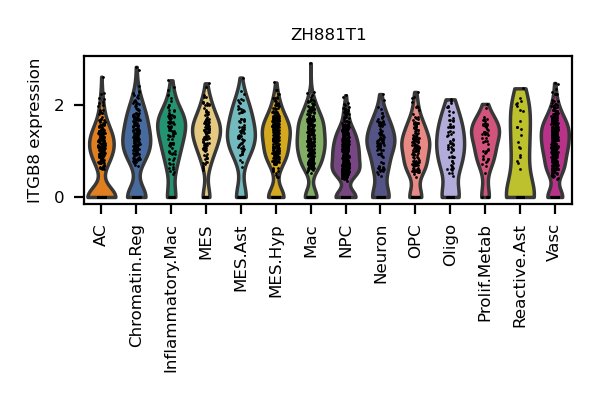 ZH881T1
ITGB8 expression
2
0
AC
Chromatin.Reg
Inflammatory.Mac
MES
MES.Ast
MES.Hyp
Mac
NPC
Neuron
OPC
Oligo
Prolif.Metab
Reactive.Ast
Vasc